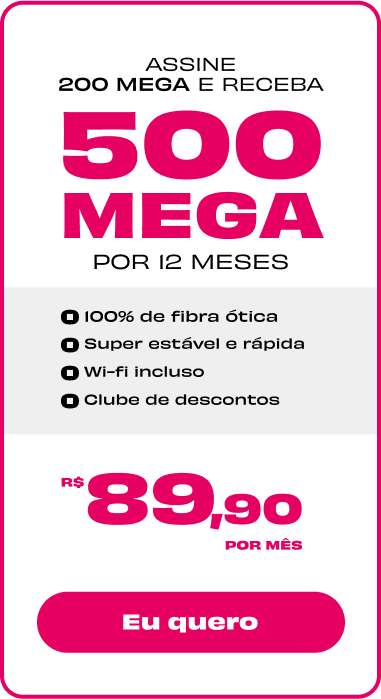 ASSINE
200 MEGA E RECEBA
500
MEGA
POR 12 MESES
100% de fibra ótica
Super estável e rápida
Wi-fi incluso
Clube de descontos
R$ 89,90
POR MÊS
Eu quero